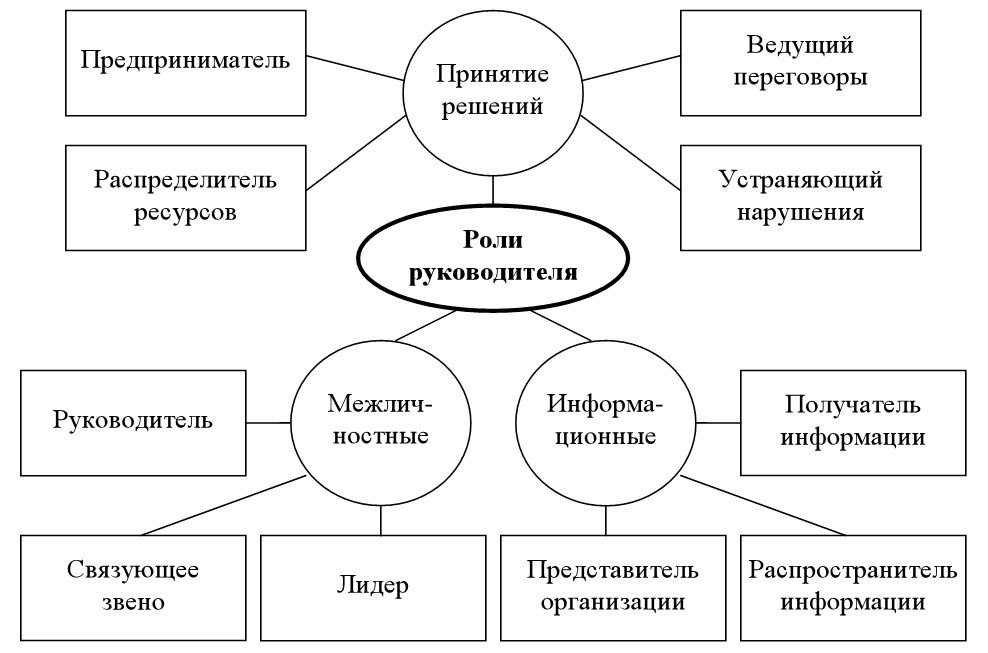 Предприниматель
Принятие
решений
Ведущий
переговоры
Распределитель
ресурсов
Устраняющий
нарушения
Роли
руководителя
Руководитель
Межлич-
ностные
Информа-
ционные
Получатель
информации
Связующее
звено
Лидер
Представитель
организации
Распространитель
информации